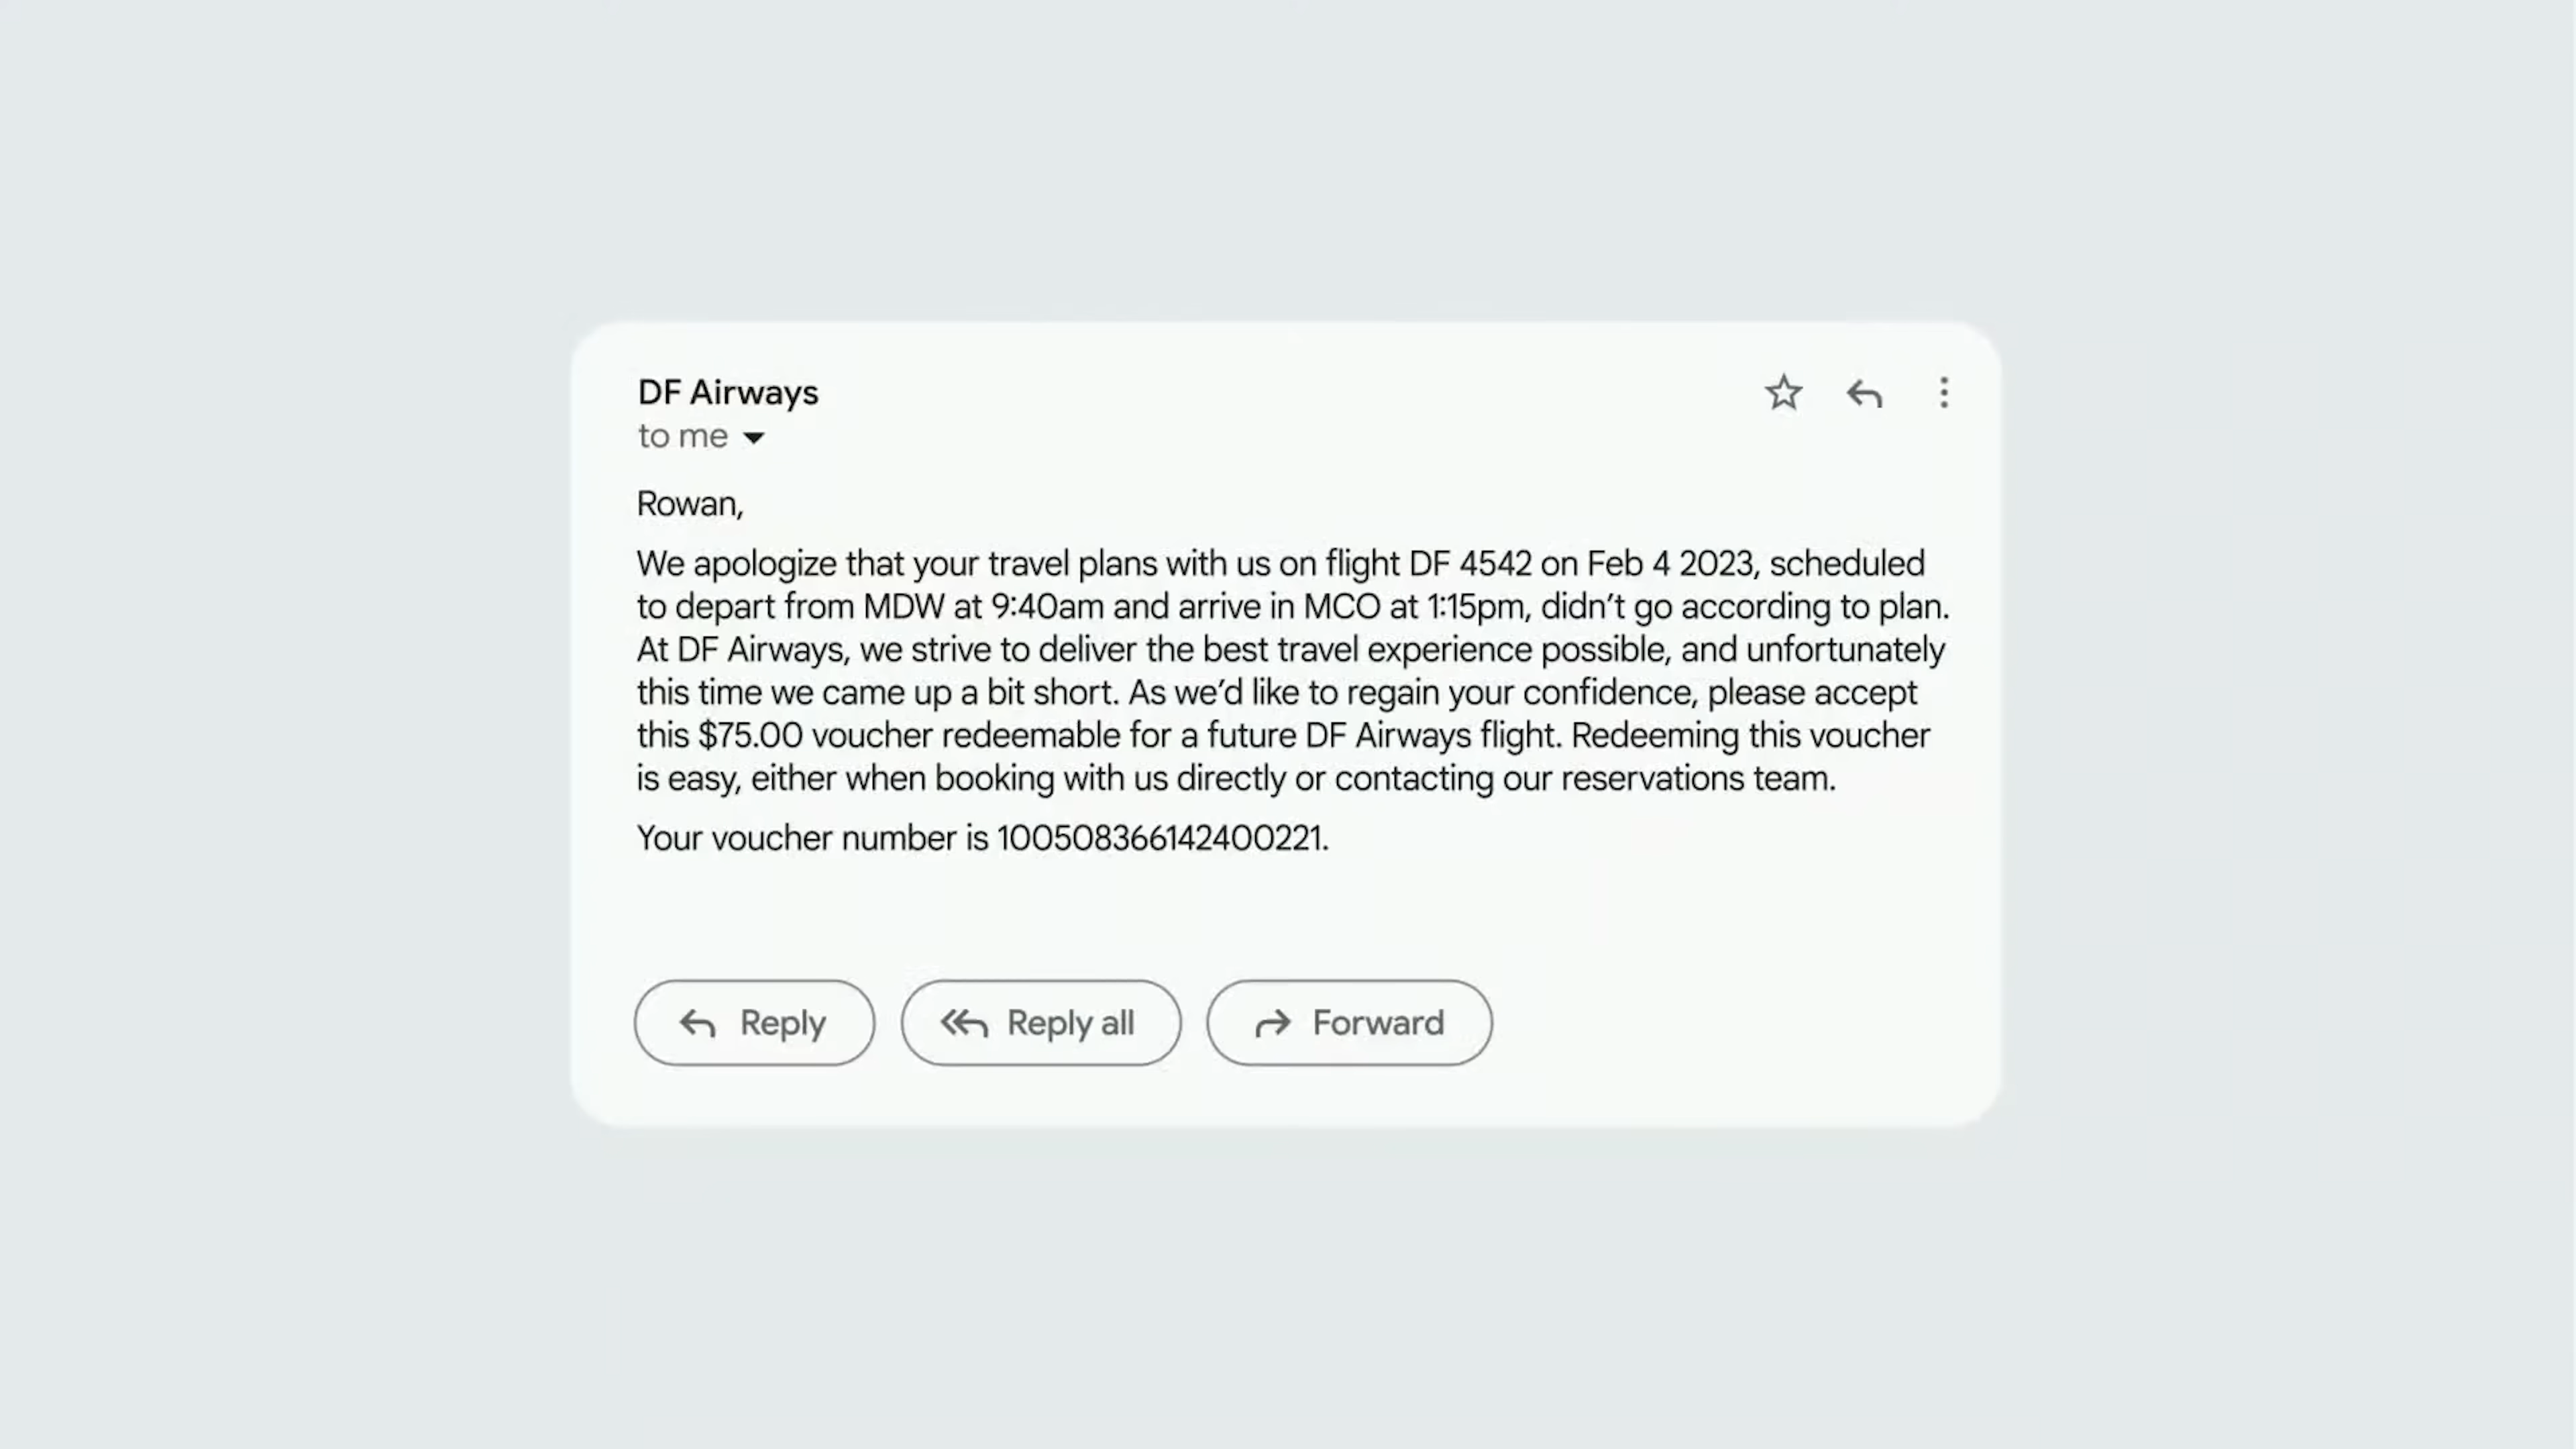 DF Airways
to me
Rowan,
We apologize that your travel plans with us on flight DF 4542 on Feb 4 2023, scheduled
to depart from MDW at 9:40am and arrive in MCO at 1:15pm, didn’t go according to plan.
At DF Airways, we strive to deliver the best travel experience possible, and unfortunately
this time we came up a bit short. As we’d like to regain your confidence, please accept
this $75.00 voucher redeemable for a future DF Airways flight. Redeeming this voucher
is easy, either when booking with us directly or contacting our reservations team.
Your voucher number is 100508366142400221.
Reply
Reply all
Forward